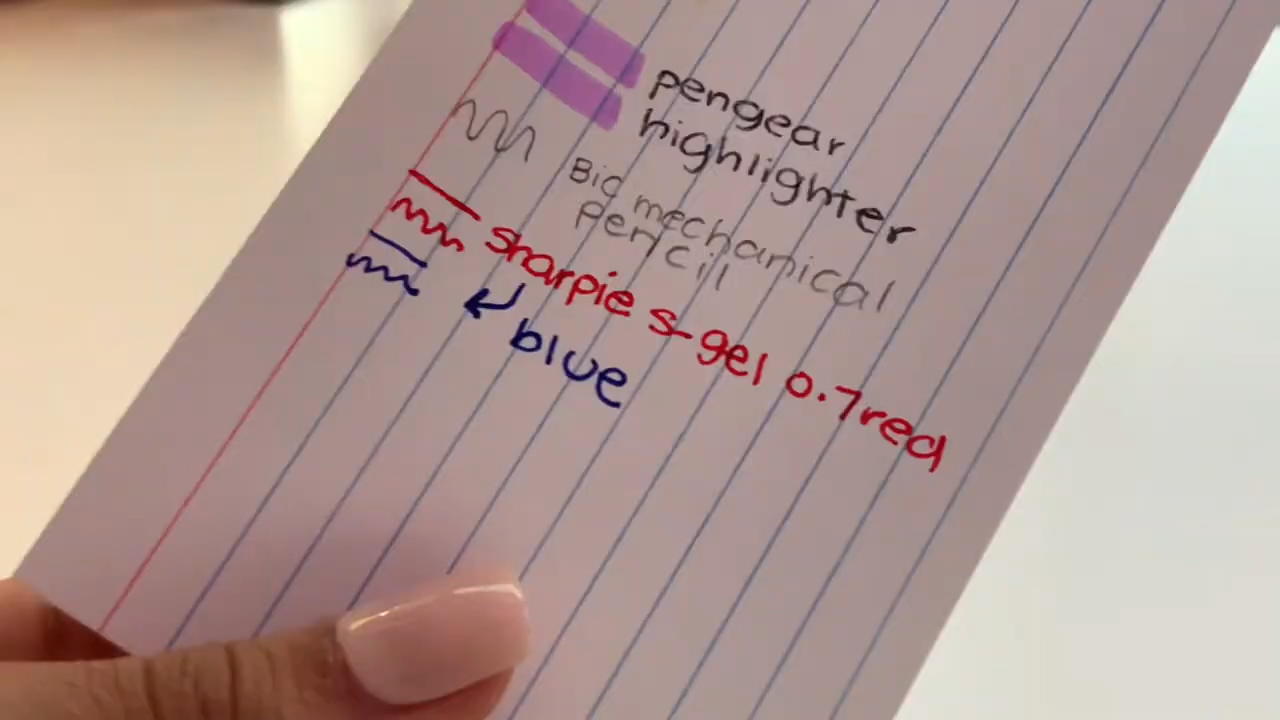 pengear
highlighter
Bic mechanical
pencil
sharpie s-gel 0.7 red
blue